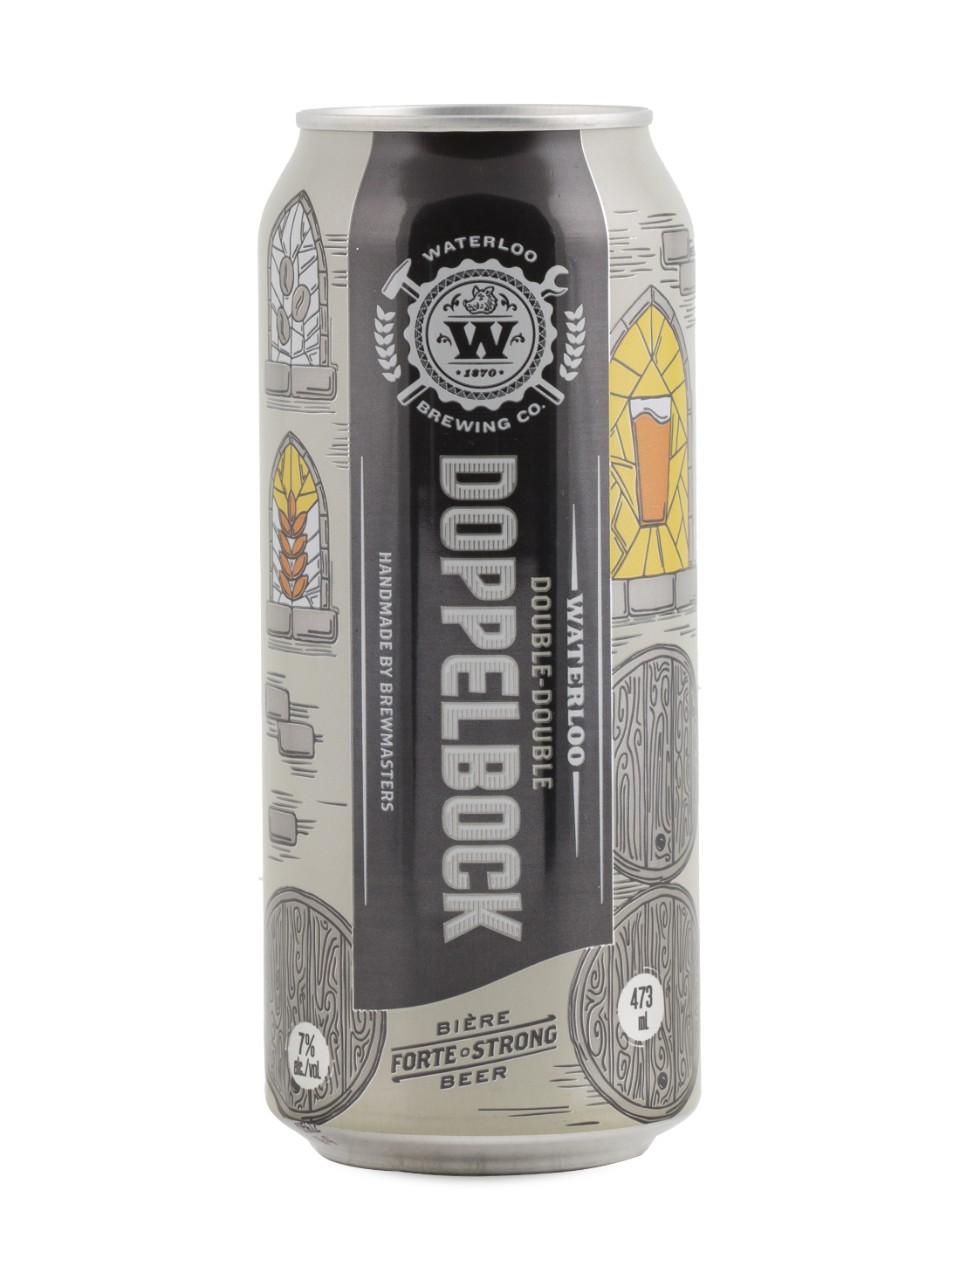 WATERLOO
W
• 1870 •
BREWING CO.
WATERLOO
DOUBLE-DOUBLE
DOPPELBOCK
HANDMADE BY BREWMASTERS
473
mL
7%
alc./vol.
BIÈRE
FORTE STRONG
BEER